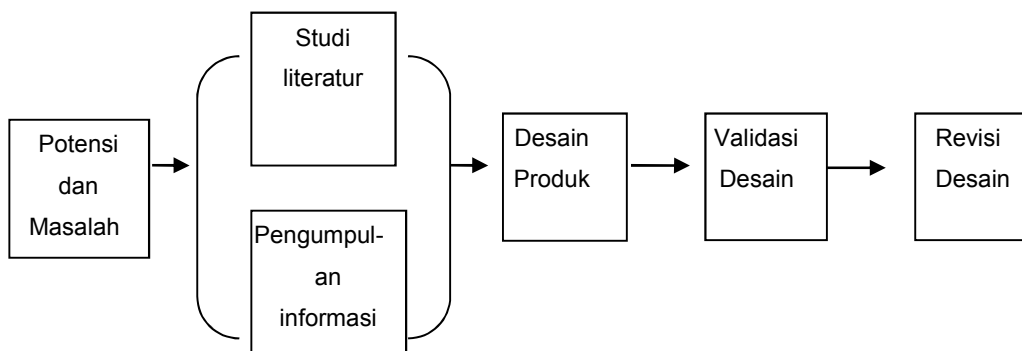 Potensi
dan
Masalah
Studi
literatur
Pengumpul-
an
informasi
Desain
Produk
Validasi
Desain
Revisi
Desain